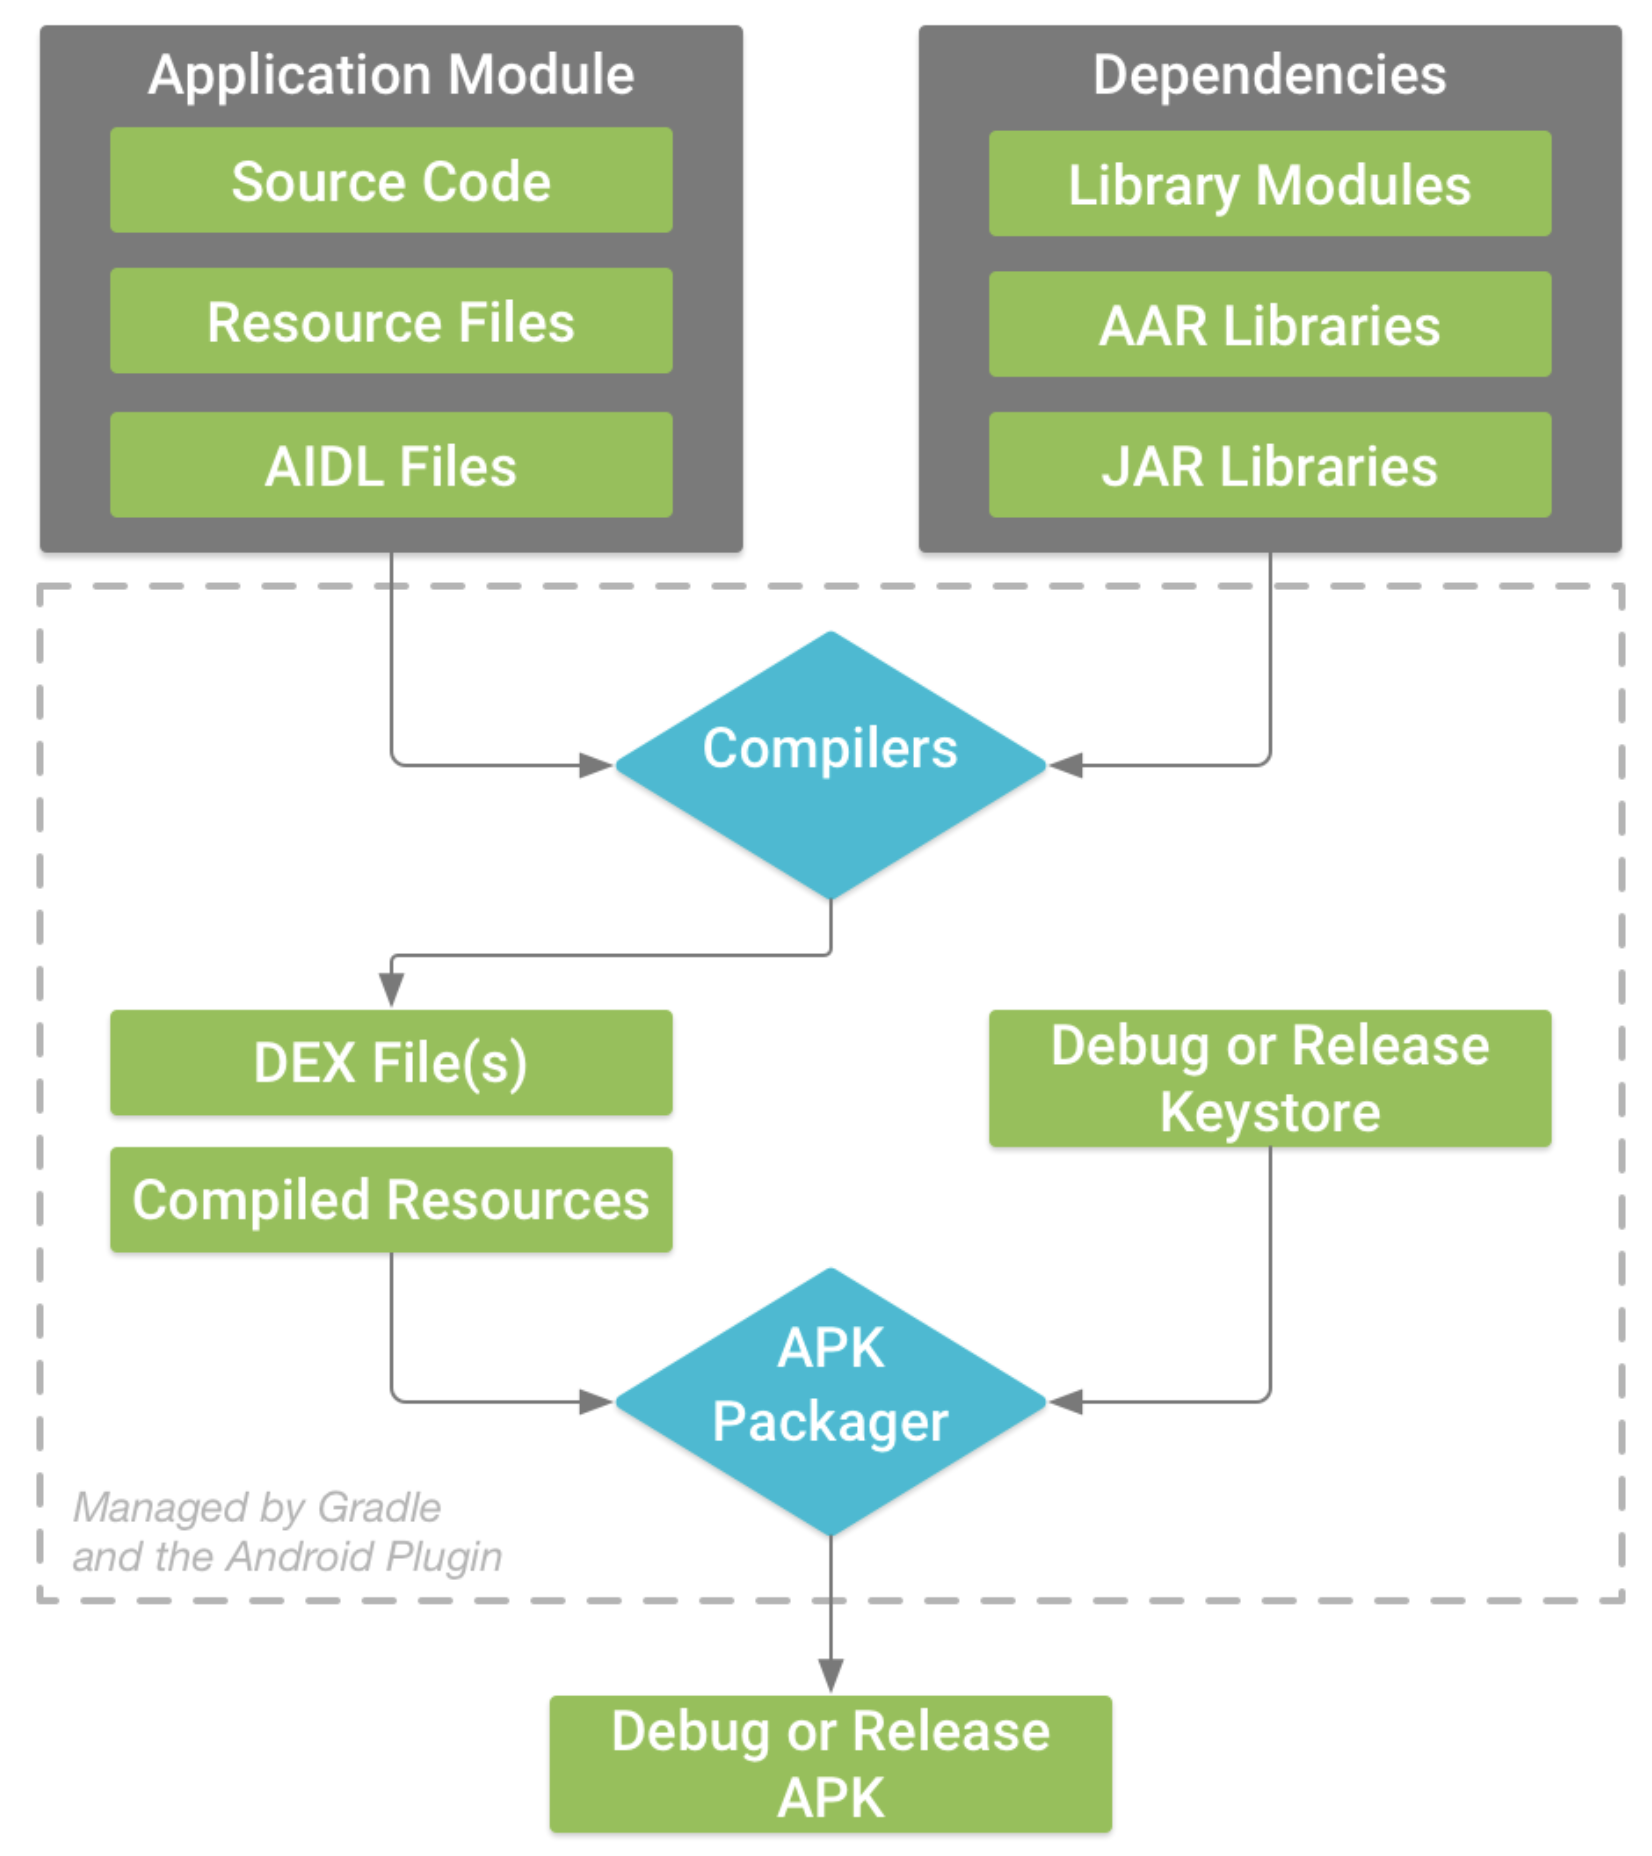 Application Module
Source Code
Resource Files
AIDL Files
Dependencies
Library Modules
AAR Libraries
JAR Libraries
Compilers
DEX File(s)
Compiled Resources
Debug or Release
Keystore
APK
Packager
Managed by Gradle
and the Android Plugin
Debug or Release
APK